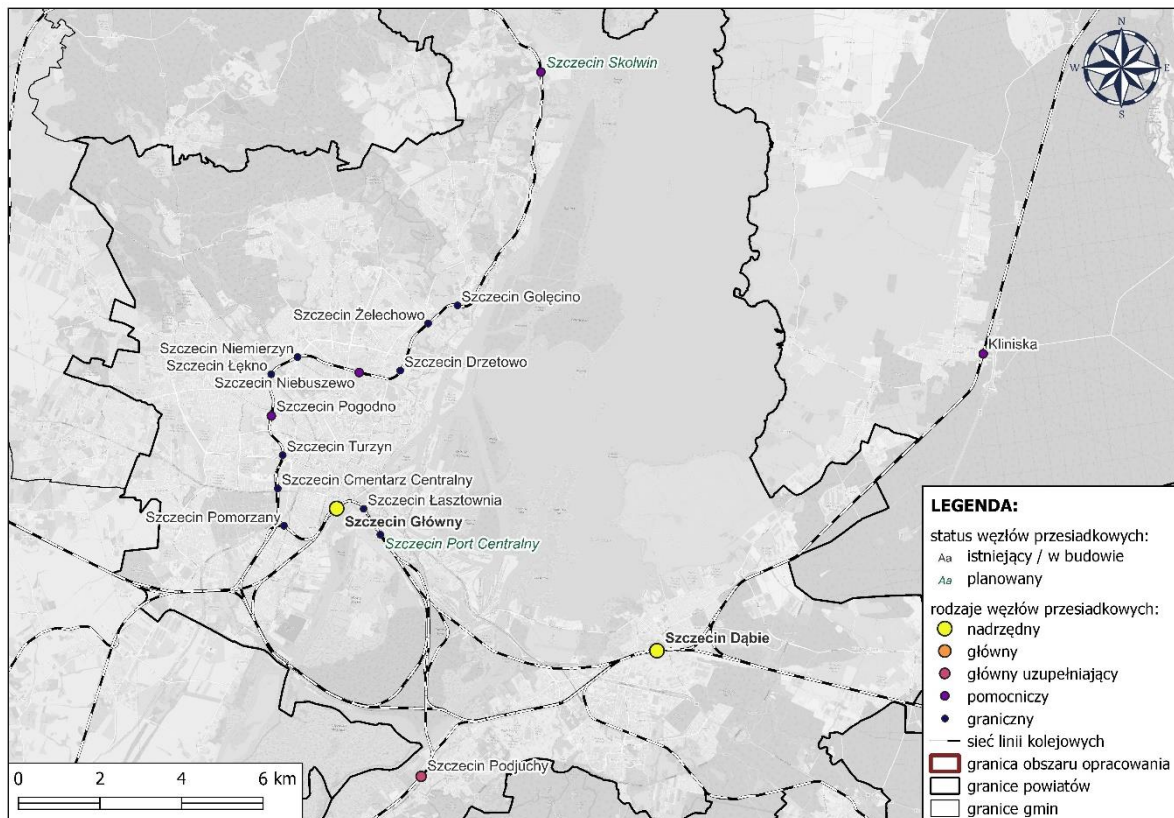 Szczecin Skolwin
N
W
E
S
Szczecin Golęcino
Szczecin Żelechowo
Szczecin Niemierzyn
Szczecin Łękno
Szczecin Drzetowo
Szczecin Niebuszewo
Kliniska
Szczecin Pogodno
Szczecin Turzyn
Szczecin Cmentarz Centralny
Szczecin Łasztownia
Szczecin Pomorzany
Szczecin Główny
Szczecin Port Centralny
Szczecin Dąbie
Szczecin Podjuchy
0 2 4 6 km
LEGENDA:
status węzłów przesiadkowych:
Aa istniejący / w budowie
Aa planowany
rodzaje węzłów przesiadkowych:
nadrzędny
główny
główny uzupełniający
pomocniczy
graniczny
sieć linii kolejowych
granica obszaru opracowania
granice powiatów
granice gmin